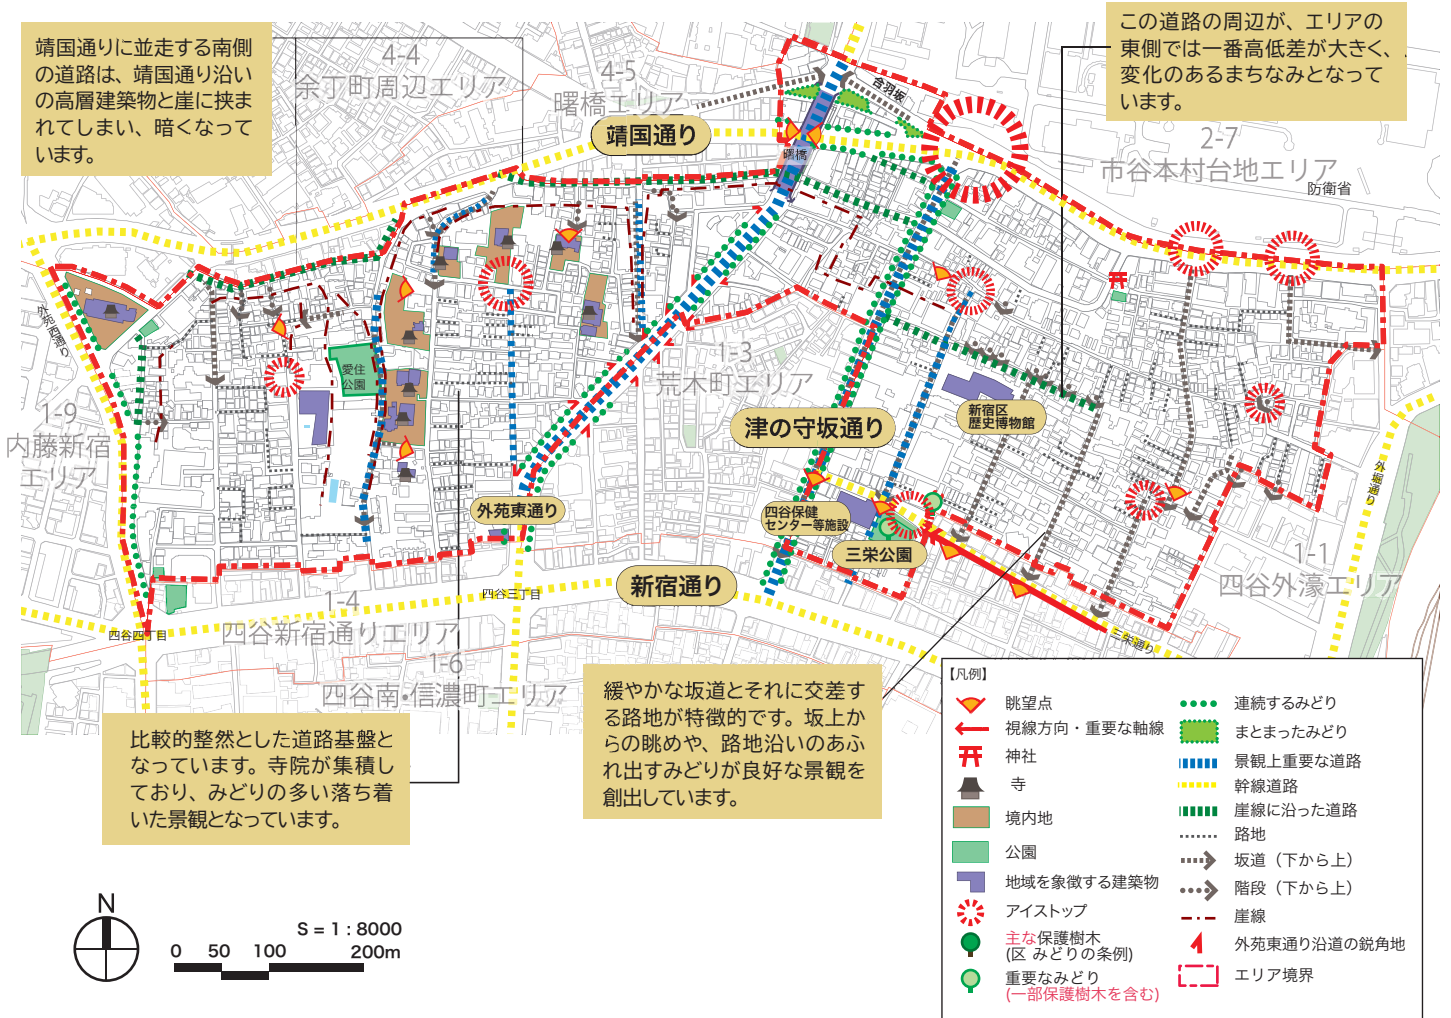 靖国通りに並走する南側
の道路は、靖国通り沿い
の高層建築物と崖に挟ま
れてしまい、暗くなって
います。
この道路の周辺が、エリアの
東側では一番高低差が大きく、
変化のあるまちなみとなって
います。
4-4
余丁町周辺エリア
4-5
曙橋エリア
合羽坂
靖国通り
曙橋
2-7
市谷本村台地エリア
防衛省
外苑西通り
愛住
公園
1-3
荒木町エリア
1-9
内藤新宿
エリア
津の守坂通り
新宿区
歴史博物館
外堀通り
外苑東通り
四谷保健
センター等施設
三栄公園
1-1
四谷外濠エリア
新宿通り
四谷三丁目
1-4
四谷新宿通りエリア
四谷四丁目
三栄通り
1-6
四谷南・信濃町エリア
比較的整然とした道路基盤と
なっています。寺院が集積し
ており、みどりの多い落ち着
いた景観となっています。
緩やかな坂道とそれに交差す
る路地が特徴的です。坂上か
らの眺めや、路地沿いのあふ
れ出すみどりが良好な景観を
創出しています。
【凡例】
眺望点
視線方向・重要な軸線
神社
寺
境内地
公園
地域を象徴する建築物
アイストップ
主な保護樹木
(区 みどりの条例)
重要なみどり
(一部保護樹木を含む)
連続するみどり
まとまったみどり
景観上重要な道路
幹線道路
崖線に沿った道路
路地
坂道（下から上）
階段（下から上）
崖線
外苑東通り沿道の鋭角地
エリア境界
N
S = 1 : 8000
0 50 100 200m